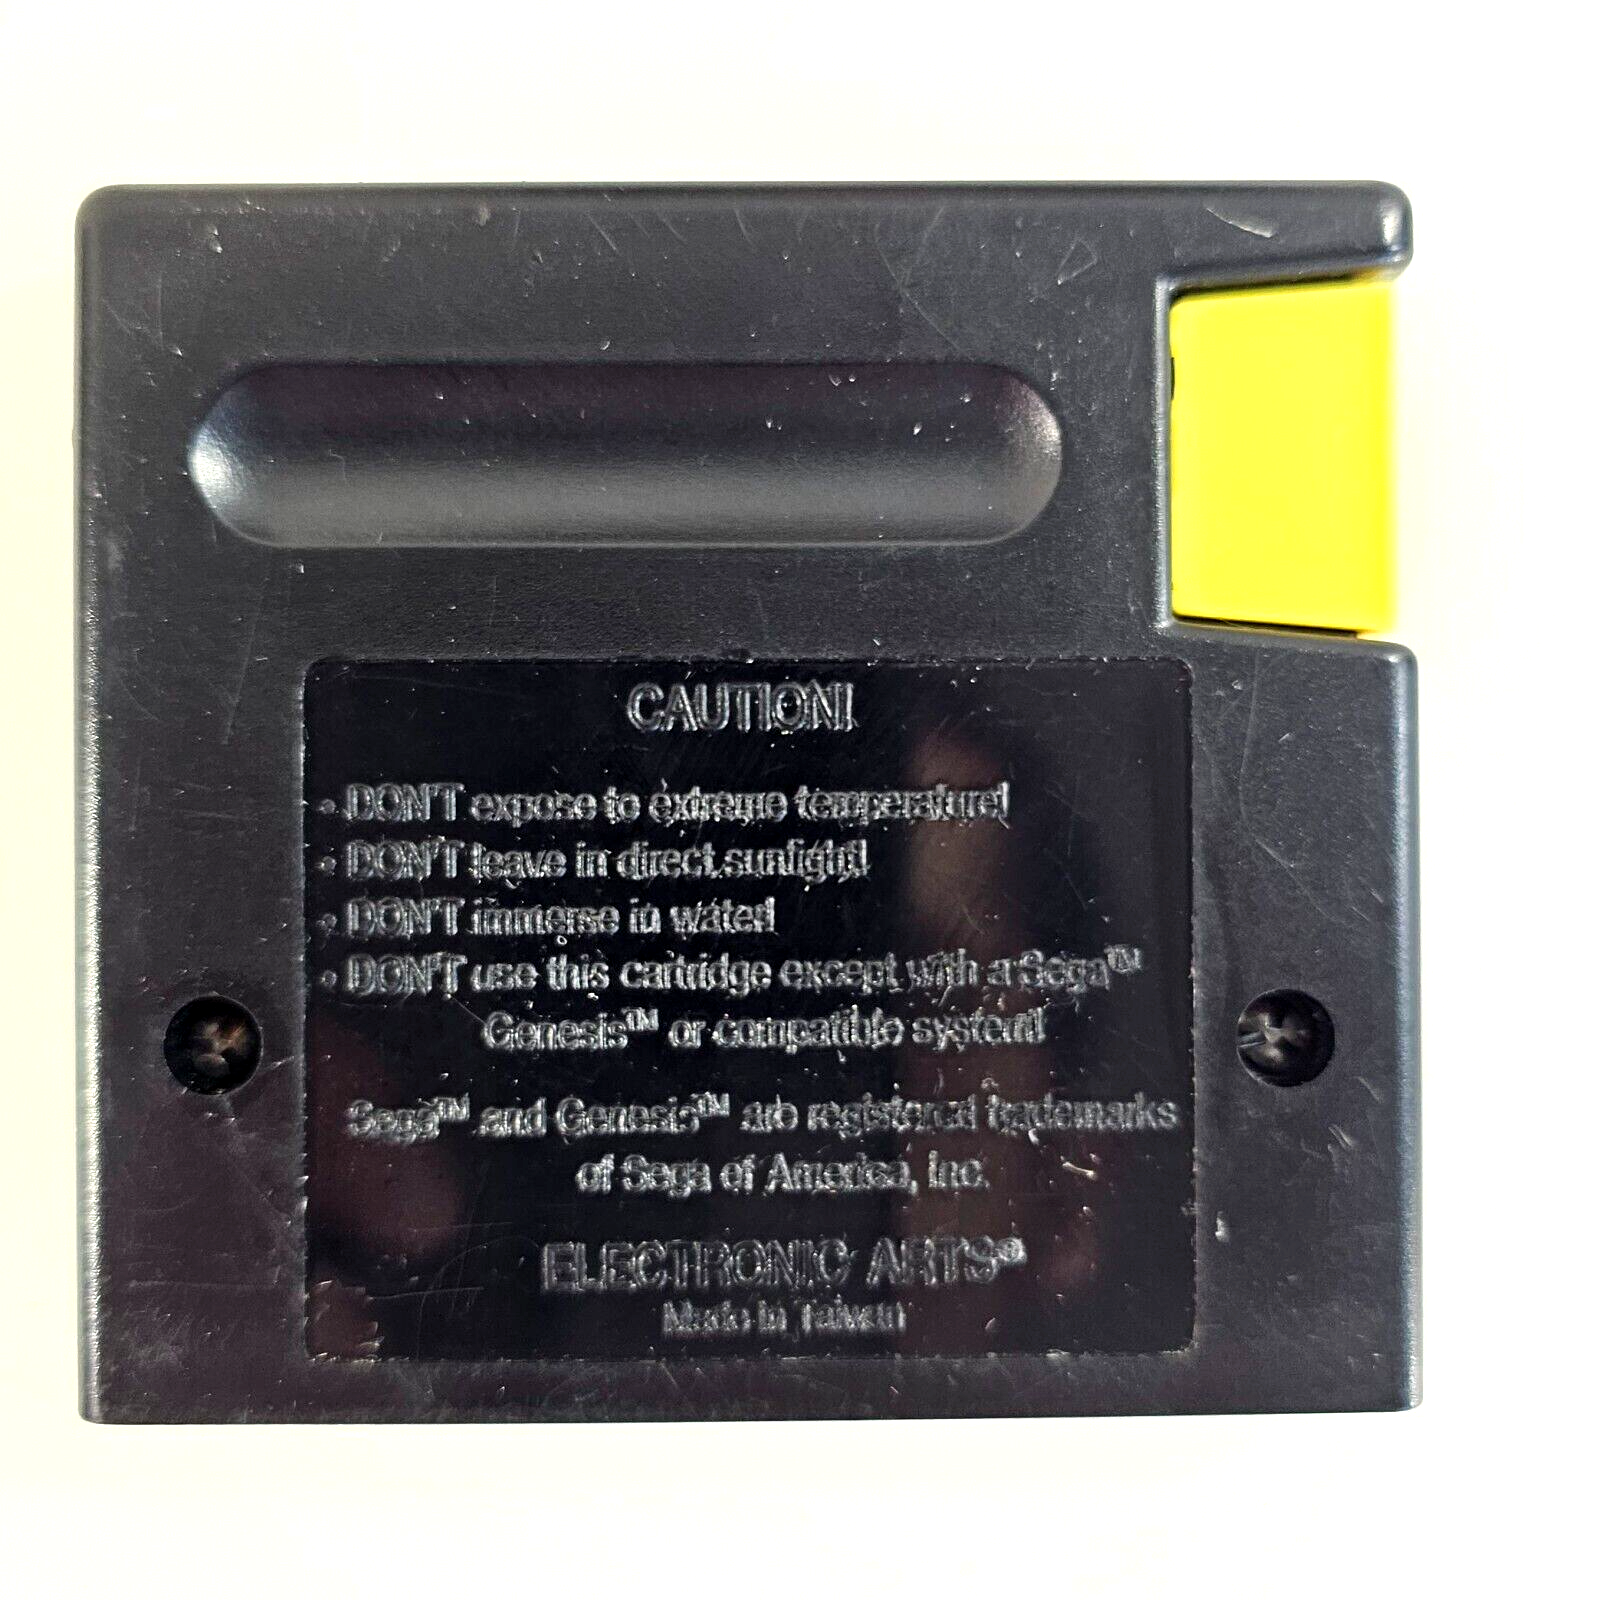 CAUTION!
• DON'T expose to extreme temperature!
• DON'T leave in direct sunlight!
• DON'T immerse in water!
• DON'T use this cartridge except with a Sega™
Genesis™ or compatible system!
Sega™ and Genesis™ are registered trademarks
of Sega of America, Inc.
ELECTRONIC ARTS®
Made in Taiwan